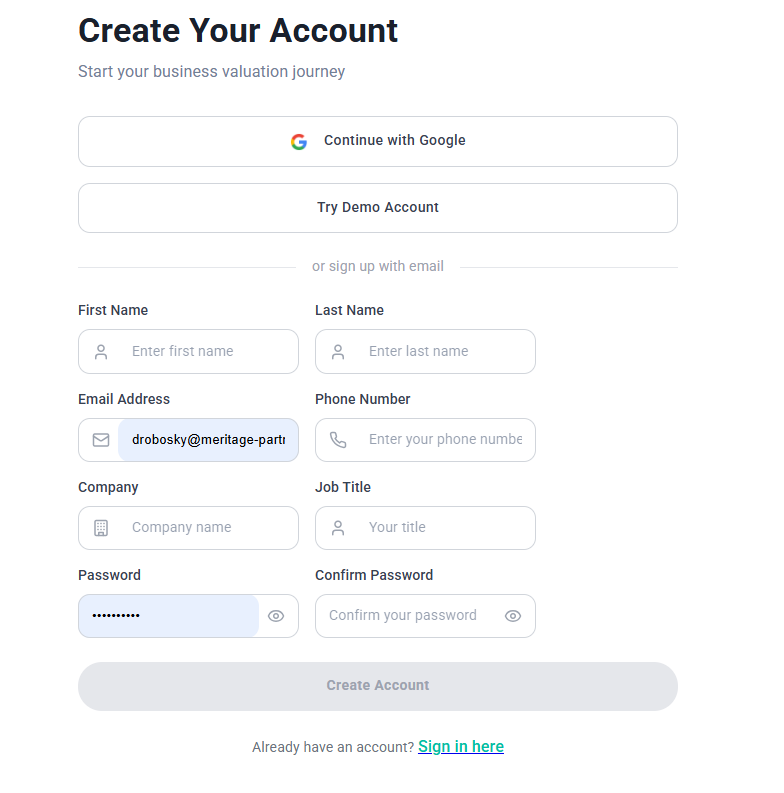 Create Your Account
Start your business valuation journey
Continue with Google
Try Demo Account
or sign up with email
First Name Last Name
Enter first name Enter last name
Email Address Phone Number
drobosky@meritage-partr Enter your phone numbe
Company Job Title
Company name Your title
Password Confirm Password
•••••••••• Confirm your password
Create Account
Already have an account? Sign in here